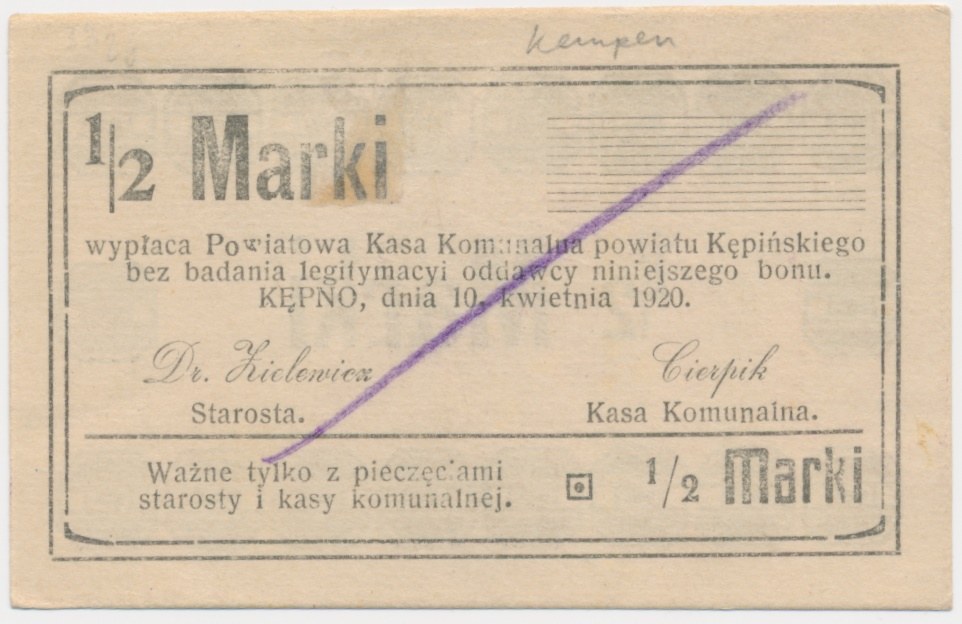 Kempen
1/2 Marki
wypłaca Powiatowa Kasa Komunalna powiatu Kępińskiego
bez badania legitymacyi oddawcy niniejszego bonu.
KĘPNO, dnia 10. kwietnia 1920.
Dr. Zielewicz
Cierpik
Starosta.
Kasa Komunalna.
Ważne tylko z pieczęciami
starosty i kasy komunalnej.
1/2 Marki